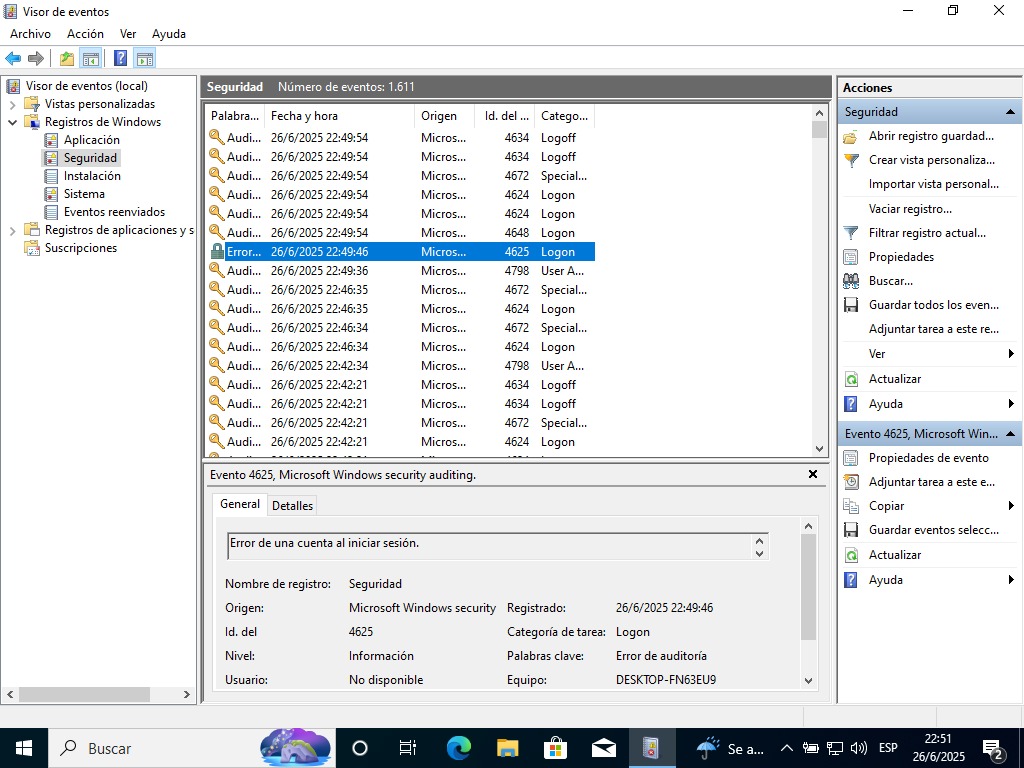 Visor de eventos
Archivo Acción Ver Ayuda
Visor de eventos (local)
Vistas personalizadas
Registros de Windows
Aplicación
Seguridad
Instalación
Sistema
Eventos reenviados
Registros de aplicaciones y s
Suscripciones
Seguridad Número de eventos: 1.611
Palabra... Fecha y hora Origen Id. del ... Catego...
Audi... 26/6/2025 22:49:54 Micros... 4634 Logoff
Audi... 26/6/2025 22:49:54 Micros... 4634 Logoff
Audi... 26/6/2025 22:49:54 Micros... 4672 Special...
Audi... 26/6/2025 22:49:54 Micros... 4624 Logon
Audi... 26/6/2025 22:49:54 Micros... 4624 Logon
Audi... 26/6/2025 22:49:54 Micros... 4648 Logon
Error... 26/6/2025 22:49:46 Micros... 4625 Logon
Audi... 26/6/2025 22:49:36 Micros... 4798 User A...
Audi... 26/6/2025 22:46:35 Micros... 4672 Special...
Audi... 26/6/2025 22:46:35 Micros... 4624 Logon
Audi... 26/6/2025 22:46:34 Micros... 4672 Special...
Audi... 26/6/2025 22:46:34 Micros... 4624 Logon
Audi... 26/6/2025 22:42:34 Micros... 4798 User A...
Audi... 26/6/2025 22:42:21 Micros... 4634 Logoff
Audi... 26/6/2025 22:42:21 Micros... 4634 Logoff
Audi... 26/6/2025 22:42:21 Micros... 4672 Special...
Audi... 26/6/2025 22:42:21 Micros... 4624 Logon
Evento 4625, Microsoft Windows security auditing.
General Detalles
Error de una cuenta al iniciar sesión.
Nombre de registro: Seguridad
Origen: Microsoft Windows security Registrado: 26/6/2025 22:49:46
Id. del 4625 Categoría de tarea: Logon
Nivel: Información Palabras clave: Error de auditoría
Usuario: No disponible Equipo: DESKTOP-FN63EU9
Acciones
Seguridad
Abrir registro guardad...
Crear vista personaliza...
Importar vista personal...
Vaciar registro...
Filtrar registro actual...
Propiedades
Buscar...
Guardar todos los even...
Adjuntar tarea a este re...
Ver
Actualizar
Ayuda
Evento 4625, Microsoft Win...
Propiedades de evento
Adjuntar tarea a este e...
Copiar
Guardar eventos selecc...
Actualizar
Ayuda
Buscar
Se a...
ESP
22:51
26/6/2025
2